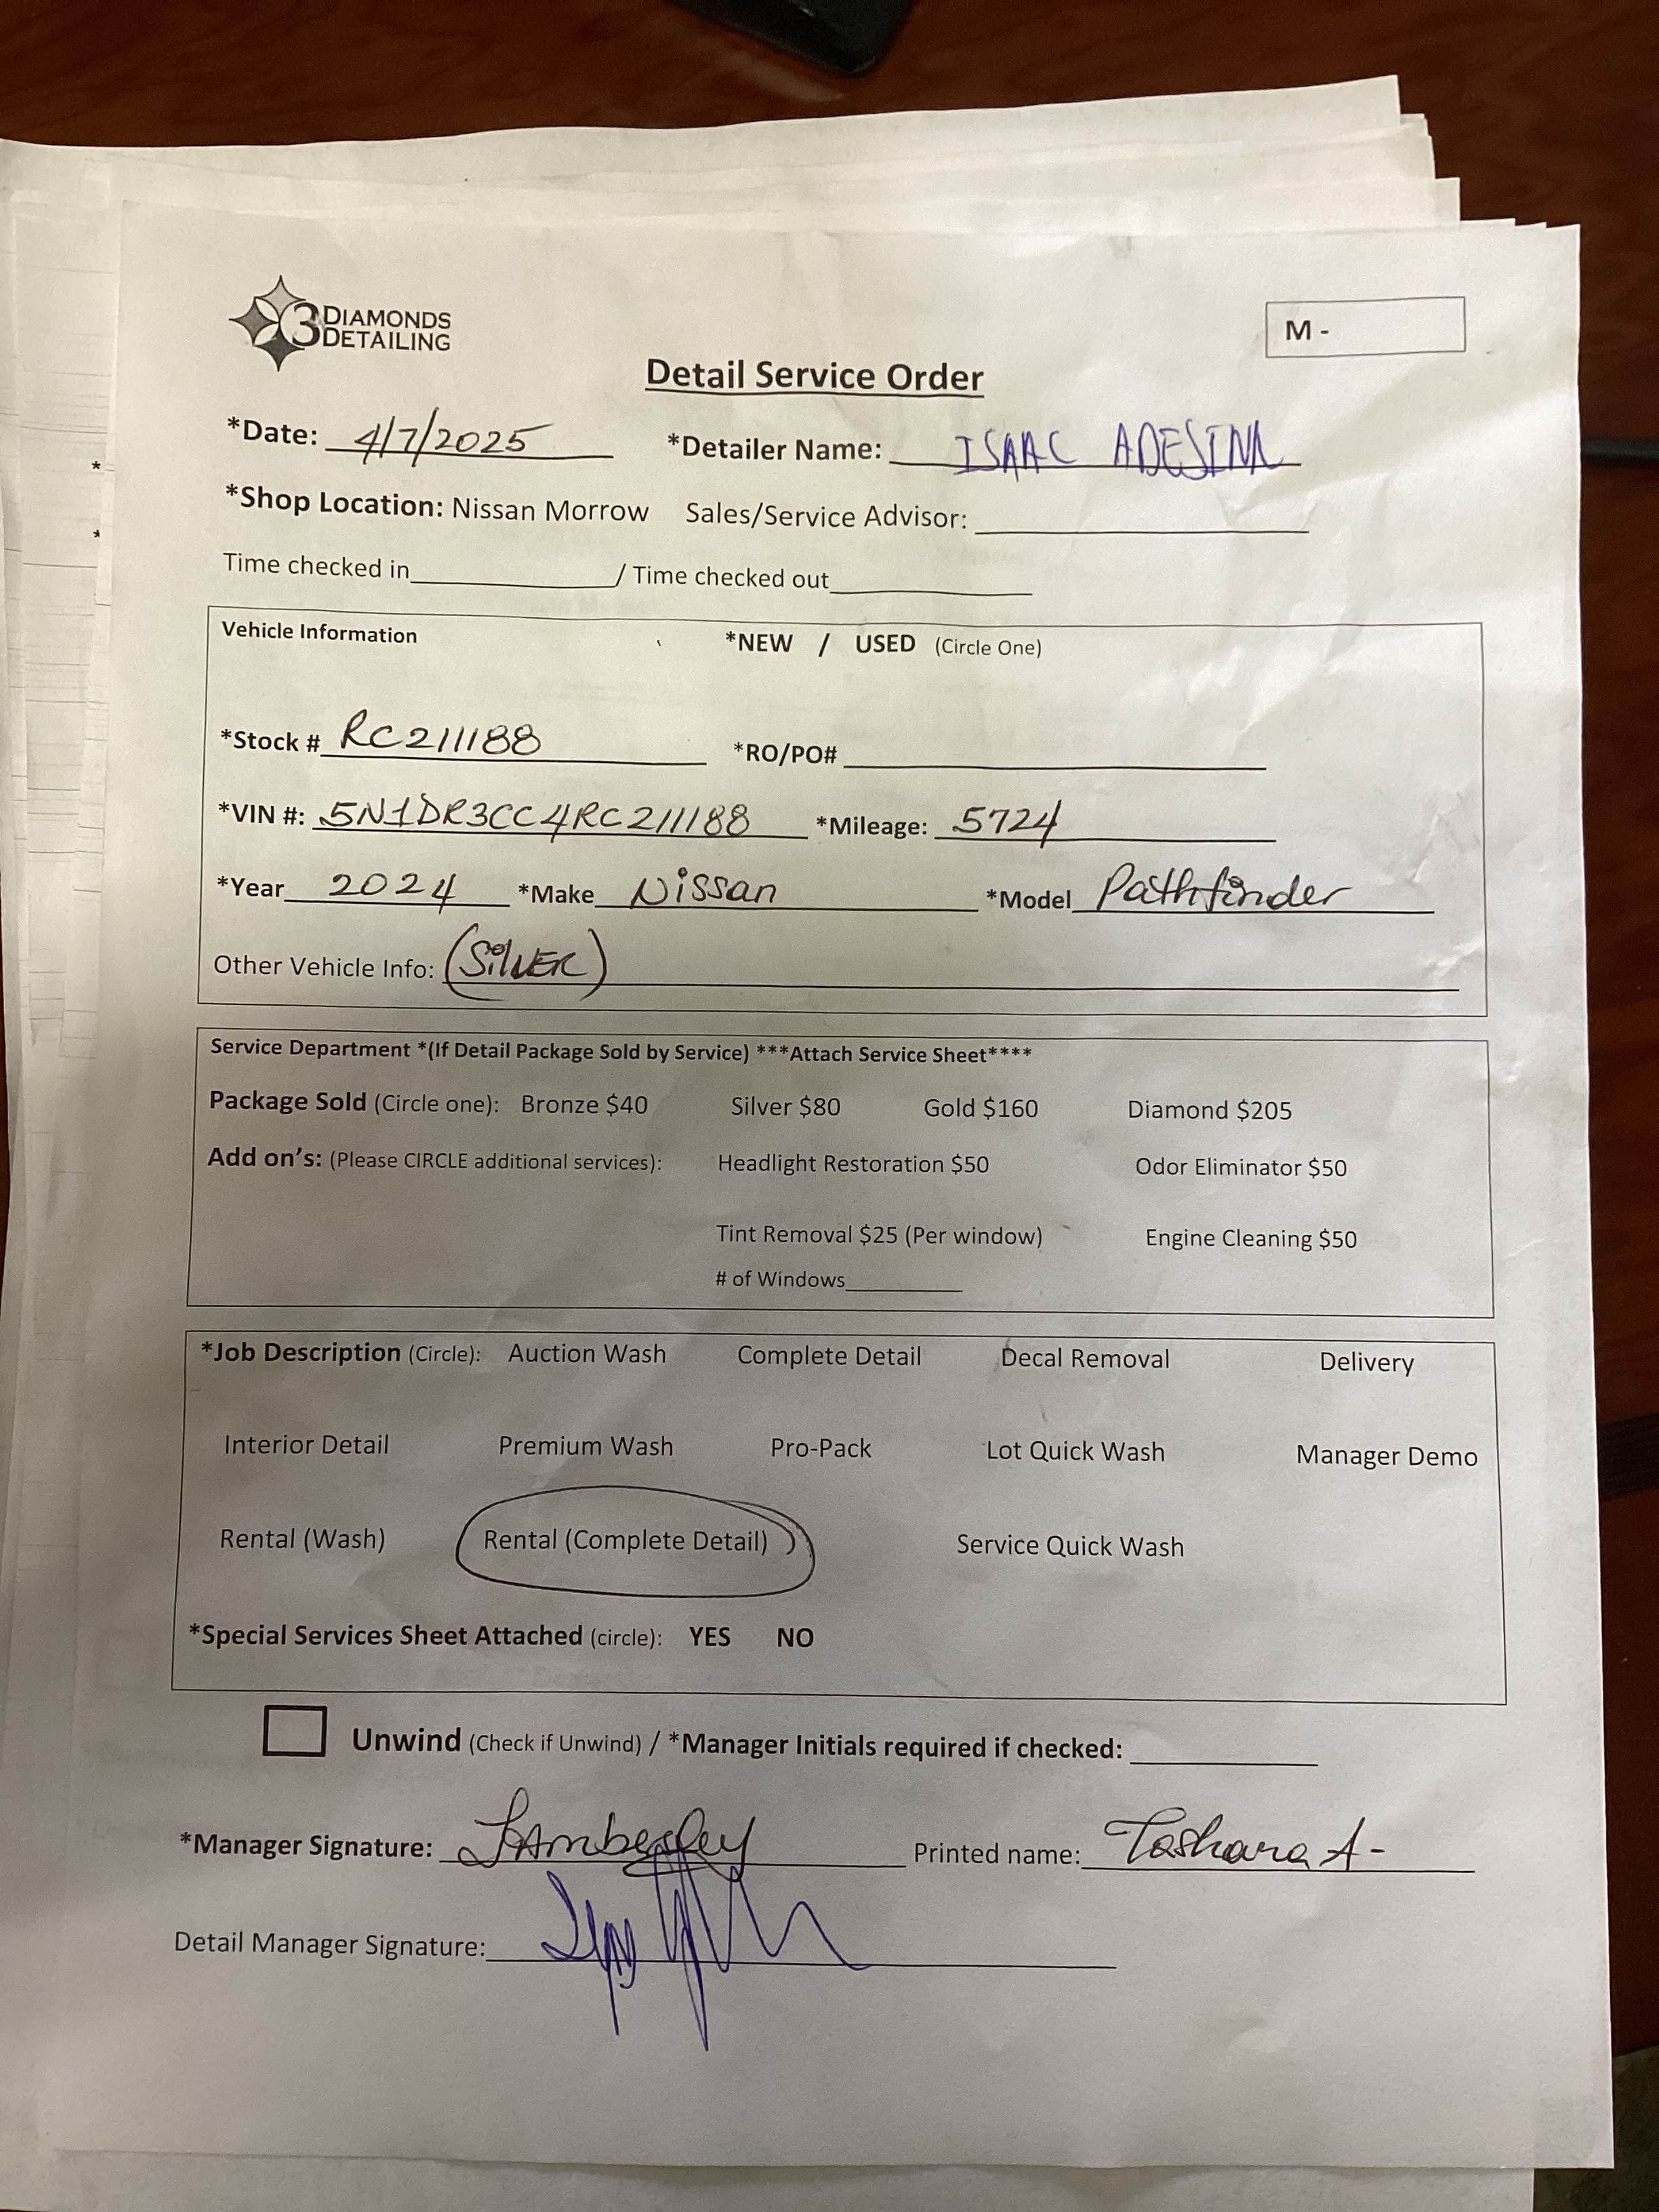 3 DIAMONDS
DETAILING
M -
Detail Service Order
*Date: 4/7/2025 *Detailer Name: ISAAC ADESINA
*Shop Location: Nissan Morrow Sales/Service Advisor:
Time checked in / Time checked out
Vehicle Information *NEW / USED (Circle One)
*Stock # RC211188 *RO/PO#
*VIN #: 5N1DR3CC4RC211188 *Mileage: 5724
*Year 2024 *Make Nissan *Model Pathfinder
Other Vehicle Info: (SilVER)
Service Department *(If Detail Package Sold by Service) ***Attach Service Sheet****
Package Sold (Circle one): Bronze $40 Silver $80 Gold $160 Diamond $205
Add on's: (Please CIRCLE additional services): Headlight Restoration $50 Odor Eliminator $50
Tint Removal $25 (Per window) Engine Cleaning $50
# of Windows
*Job Description (Circle): Auction Wash Complete Detail Decal Removal Delivery
Interior Detail Premium Wash Pro-Pack Lot Quick Wash Manager Demo
Rental (Wash) Rental (Complete Detail) Service Quick Wash
*Special Services Sheet Attached (circle): YES NO
Unwind (Check if Unwind) / *Manager Initials required if checked:
*Manager Signature: Printed name: Tashara A-
Detail Manager Signature: